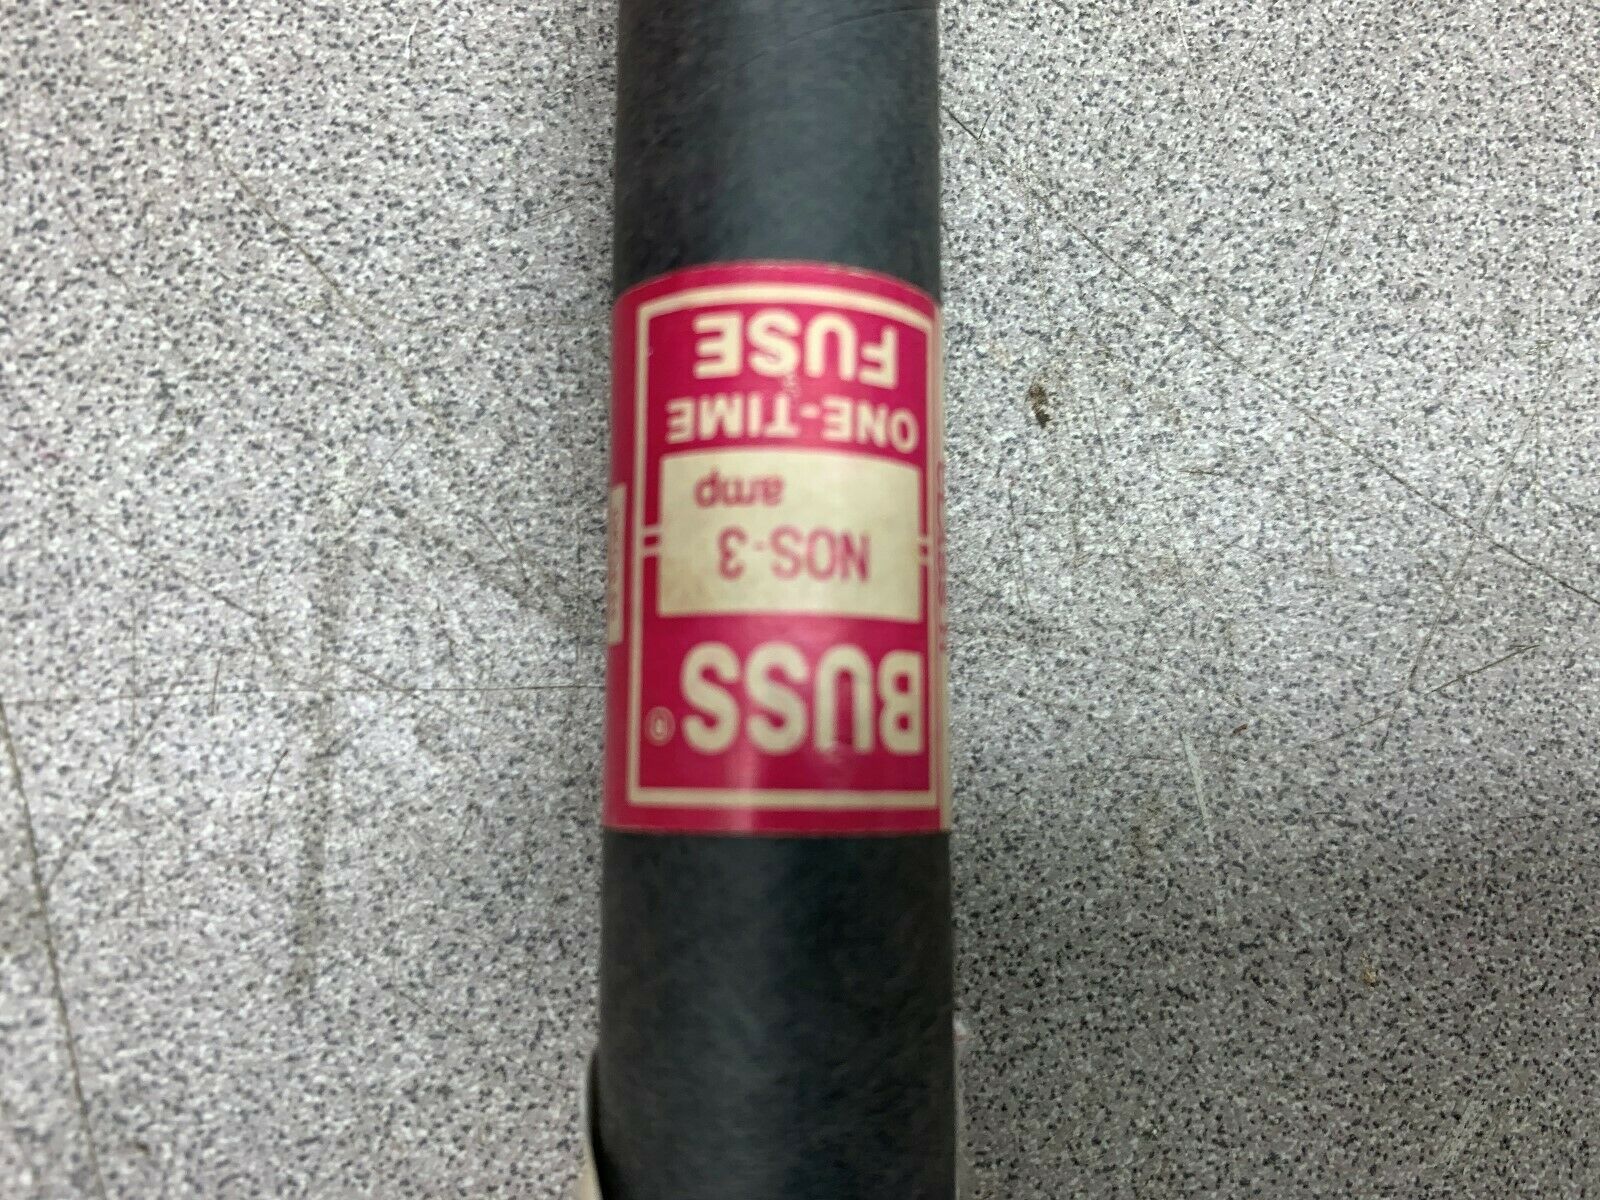 BUSS®
NOS-3
amp
ONE-TIME
FUSE